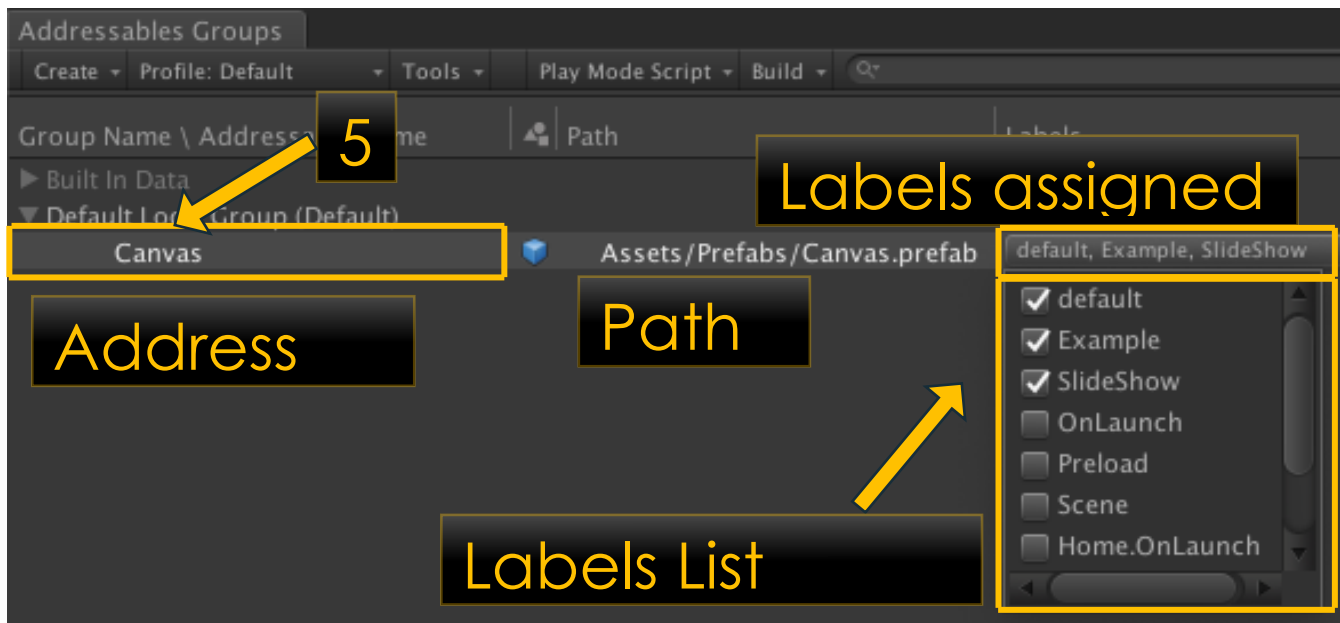 Addressables Groups
Create Profile: Default Tools Play Mode Script Build
Group Name \ Address me Path Labels
5
Built In Data
Labels assigned
Default Group (Default)
Canvas Assets/Prefabs/Canvas.prefab default, Example, SlideShow
default
Address
Path
Example
SlideShow
OnLaunch
Preload
Scene
Labels List
Home.OnLaunch